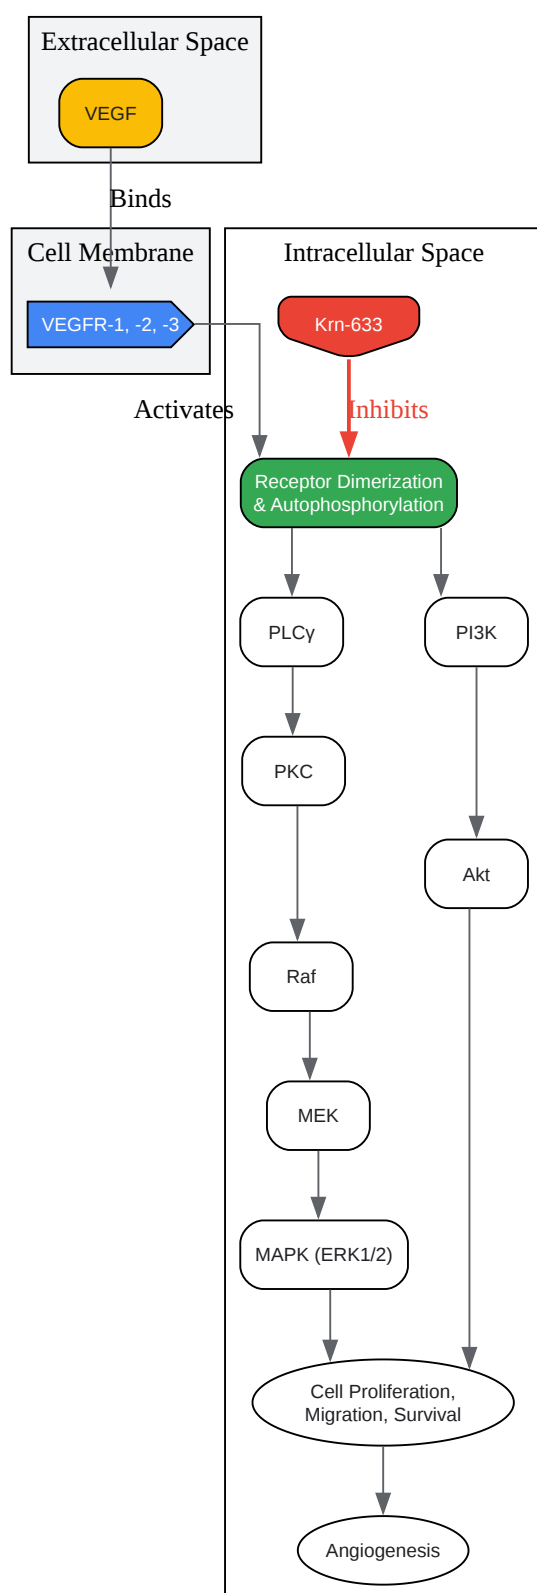 Extracellular Space
VEGF
Binds
Cell Membrane
Intracellular Space
VEGFR-1, -2, -3
Krn-633
Activates
Inhibits
Receptor Dimerization
& Autophosphorylation
PLCγ
PI3K
PKC
Akt
Raf
MEK
MAPK (ERK1/2)
Cell Proliferation,
Migration, Survival
Angiogenesis